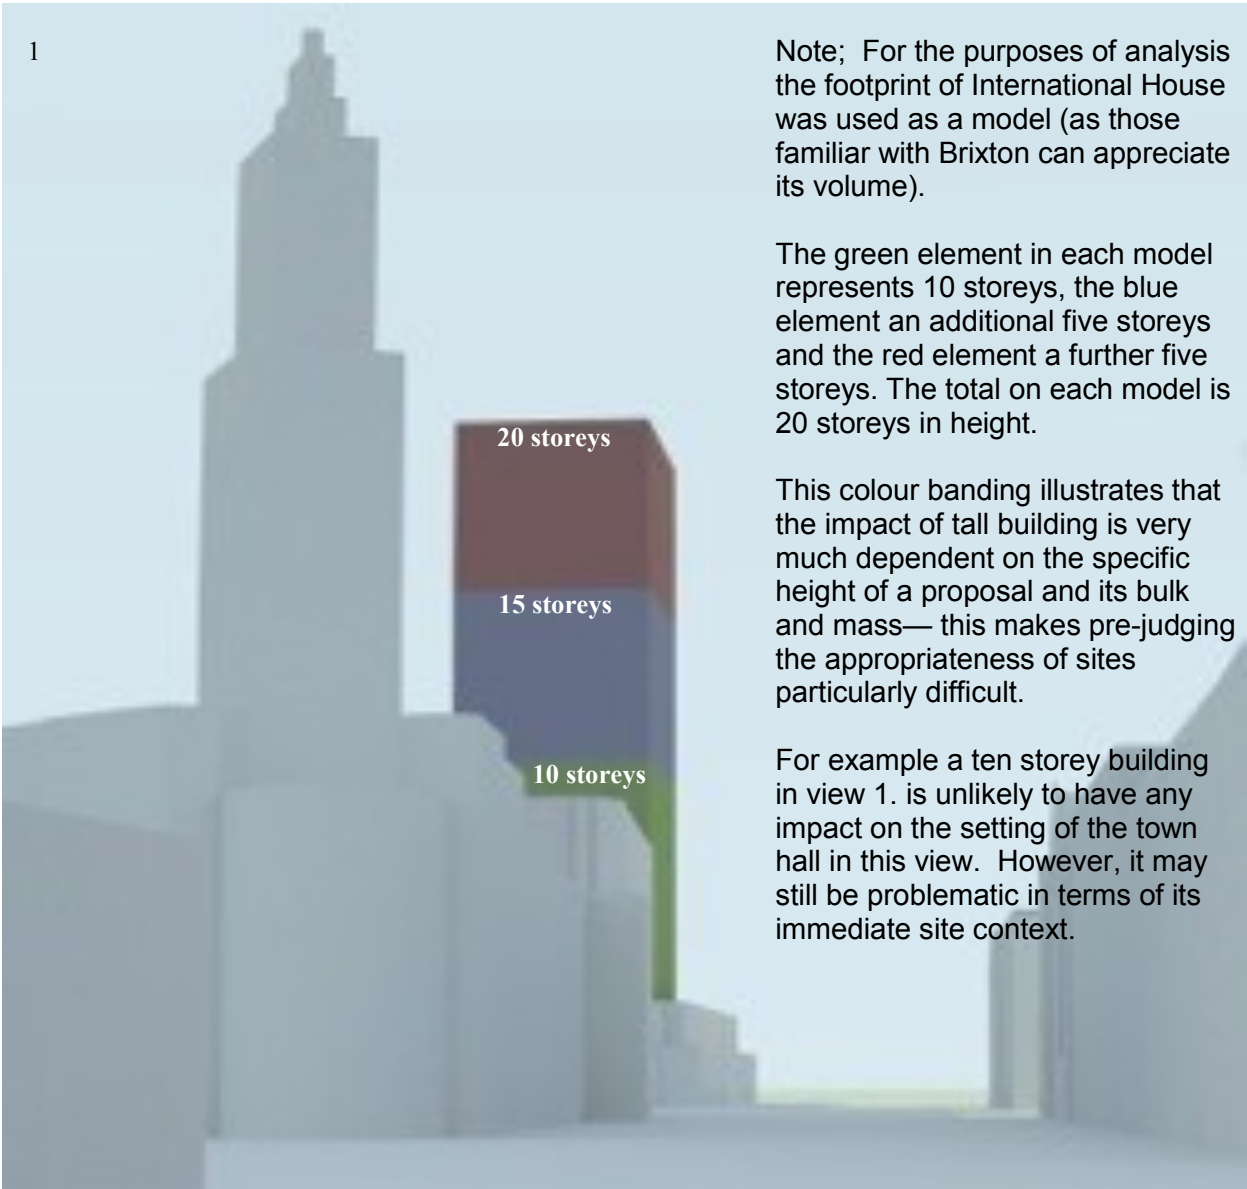 1
Note;  For the purposes of analysis
the footprint of International House
was used as a model (as those
familiar with Brixton can appreciate
its volume).
The green element in each model
represents 10 storeys, the blue
element an additional five storeys
and the red element a further five
storeys. The total on each model is
20 storeys in height.
This colour banding illustrates that
the impact of tall building is very
much dependent on the specific
height of a proposal and its bulk
and mass— this makes pre-judging
the appropriateness of sites
particularly difficult.
For example a ten storey building
in view 1. is unlikely to have any
impact on the setting of the town
hall in this view.  However, it may
still be problematic in terms of its
immediate site context.
20 storeys
15 storeys
10 storeys